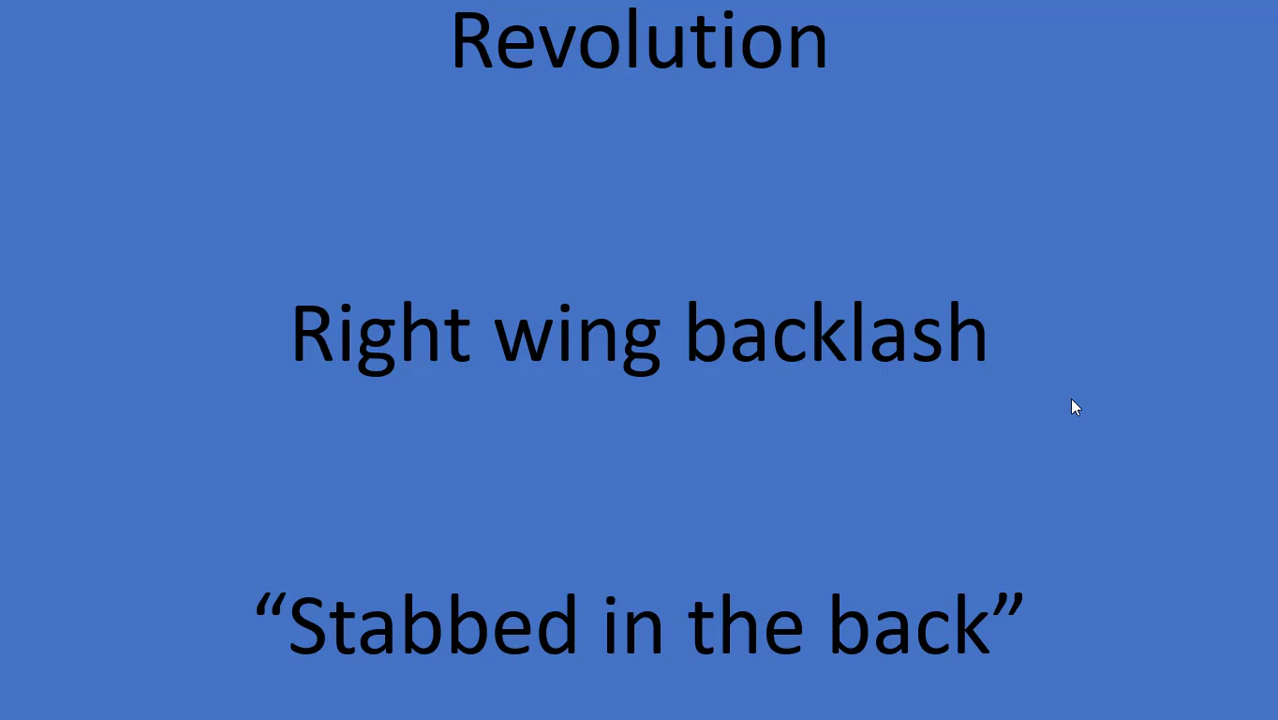 Revolution
Right wing backlash
“Stabbed in the back”